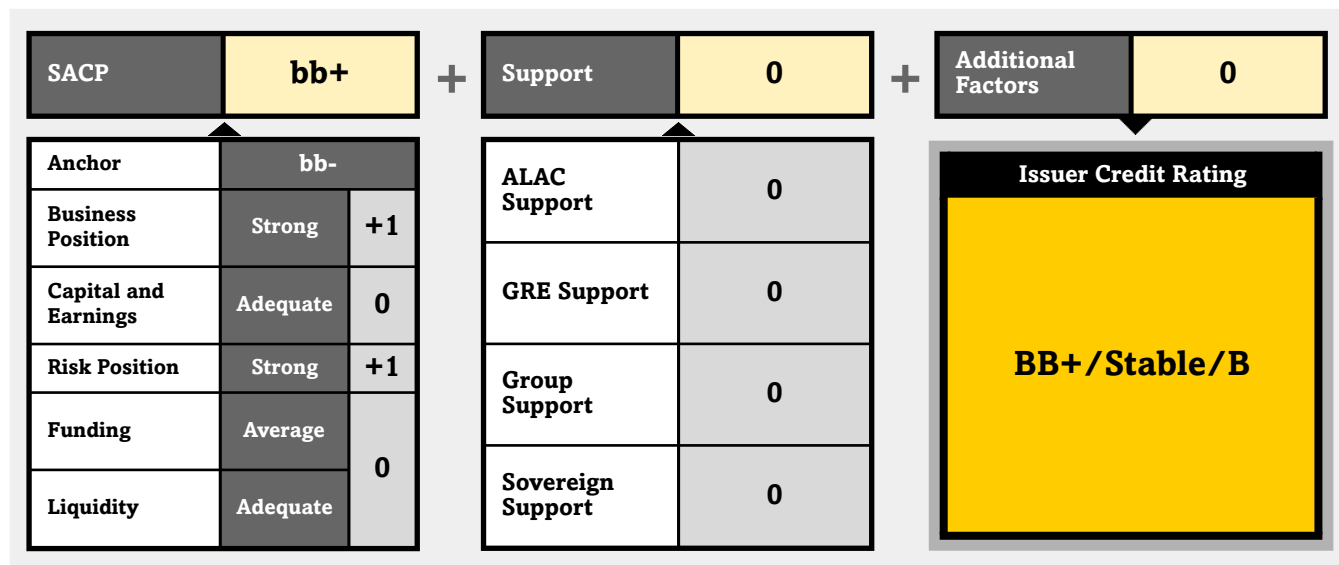 SACP
bb+
+
Support
0
+
Additional
Factors
0
Anchor
bb-
Business
Position
Strong
+1
Capital and
Earnings
Adequate
0
Risk Position
Strong
+1
Funding
Average
0
Liquidity
Adequate
ALAC
Support
0
GRE Support
0
Group
Support
0
Sovereign
Support
0
Issuer Credit Rating
BB+/Stable/B